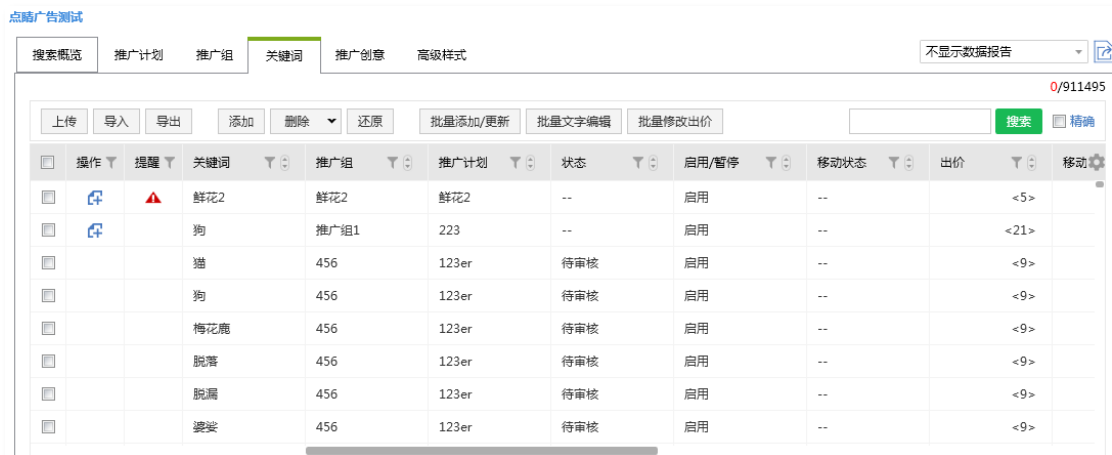 点睛广告测试
搜索概览 推广计划 推广组 关键词 推广创意 高级样式 不显示数据报告
0/911495
上传 导入 导出 添加 删除 还原 批量添加/更新 批量文字编辑 批量修改出价 搜索 精确
操作 提醒 关键词 推广组 推广计划 状态 启用/暂停 移动状态 出价 移动
鲜花2 鲜花2 鲜花2 -- 启用 -- <5>
狗 推广组1 223 -- 启用 -- <21>
猫 456 123er 待审核 启用 -- <9>
狗 456 123er 待审核 启用 -- <9>
梅花鹿 456 123er 待审核 启用 -- <9>
脱落 456 123er 待审核 启用 -- <9>
脱漏 456 123er 待审核 启用 -- <9>
婆娑 456 123er 待审核 启用 -- <9>